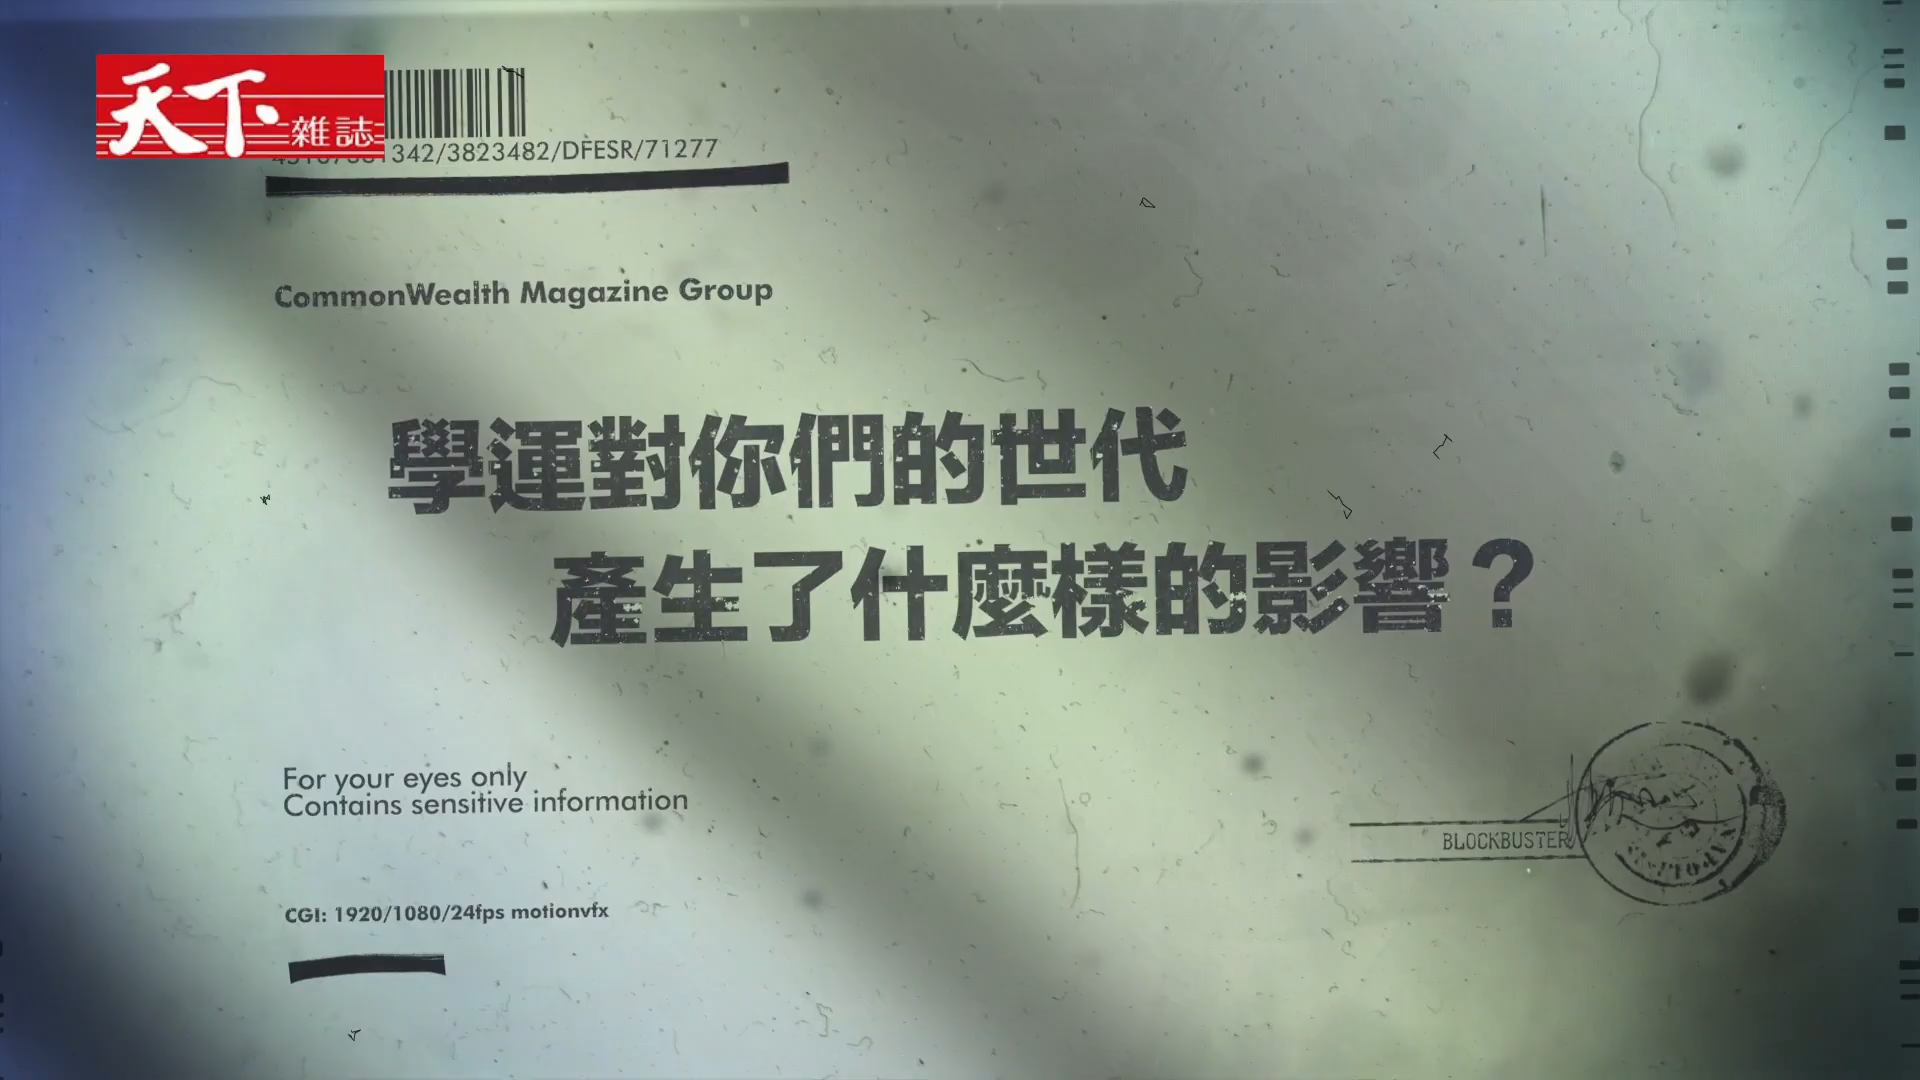 天下雜誌
342/3823482/DFESR/71277
CommonWealth Magazine Group
學運對你們的世代
產生了什麼樣的影響？
For your eyes only
Contains sensitive information
BLOCKBUSTER
CGI: 1920/1080/24fps motionvfx